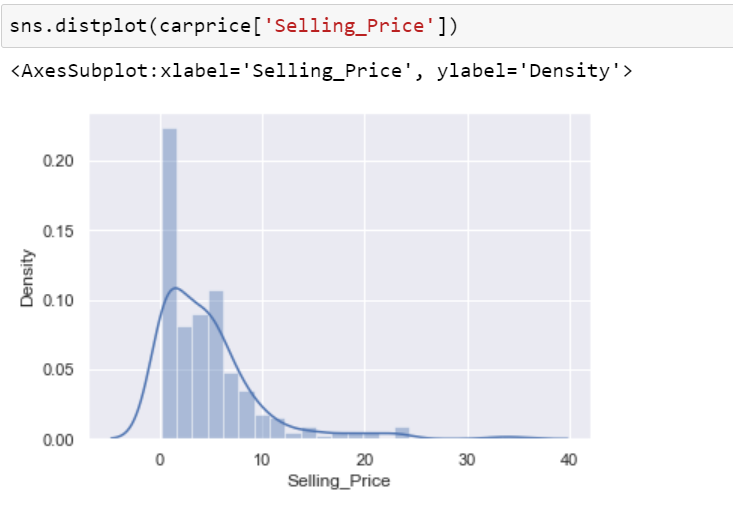 sns.distplot(carprice['Selling_Price'])
<AxesSubplot:xlabel='Selling_Price', ylabel='Density'>
0.20
0.15
0.10
0.05
0.00
Density
0 10 20 30 40
Selling_Price